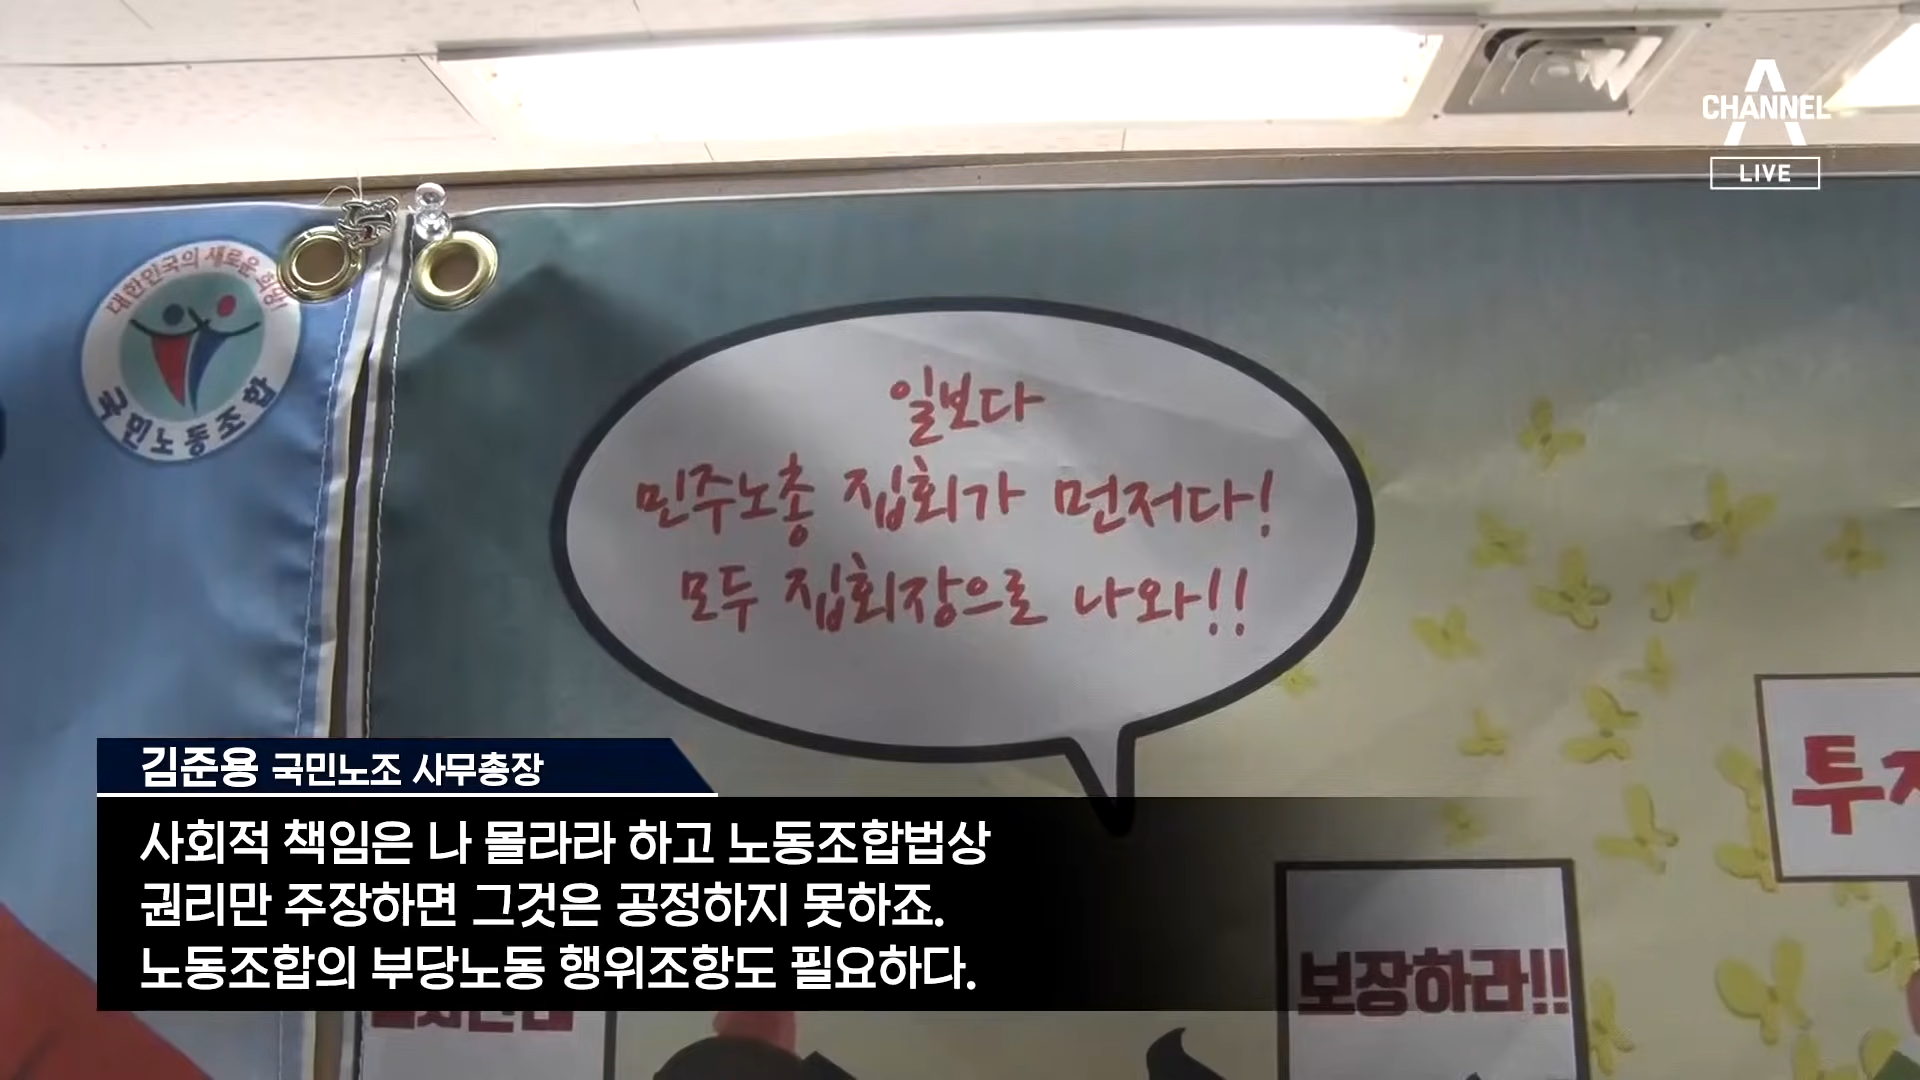 CHANNEL A
LIVE
대한민국의 새로운 희망!
국민노동조합
일보다
민주노총 집회가 먼저다!
모두 집회장으로 나와!!
보장하라!!
김준용 국민노조 사무총장
사회적 책임은 나 몰라라 하고 노동조합법상
권리만 주장하면 그것은 공정하지 못하죠.
노동조합의 부당노동 행위조항도 필요하다.